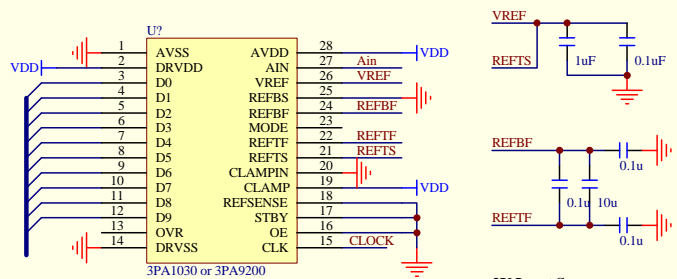 U?
1 AVSS AVDD 28 VDD
VDD 2 DRVDD AIN 27 Ain
3 D0 VREF 26 VREF
4 D1 REFBS 25
5 D2 REFBF 24 REFBF
6 D3 MODE 23
7 D4 REFTF 22 REFTF
8 D5 REFTS 21 REFTS
9 D6 CLAMPIN 20
10 D7 CLAMP 19 VDD
11 D8 REFSENSE 18
12 D9 STBY 17
13 OVR OE 16
14 DRVSS CLK 15 CLOCK
3PA1030 or 3PA9200
VREF
REFTS
1uF 0.1uF
REFBF
0.1u
0.1u 10u
REFTF
0.1u